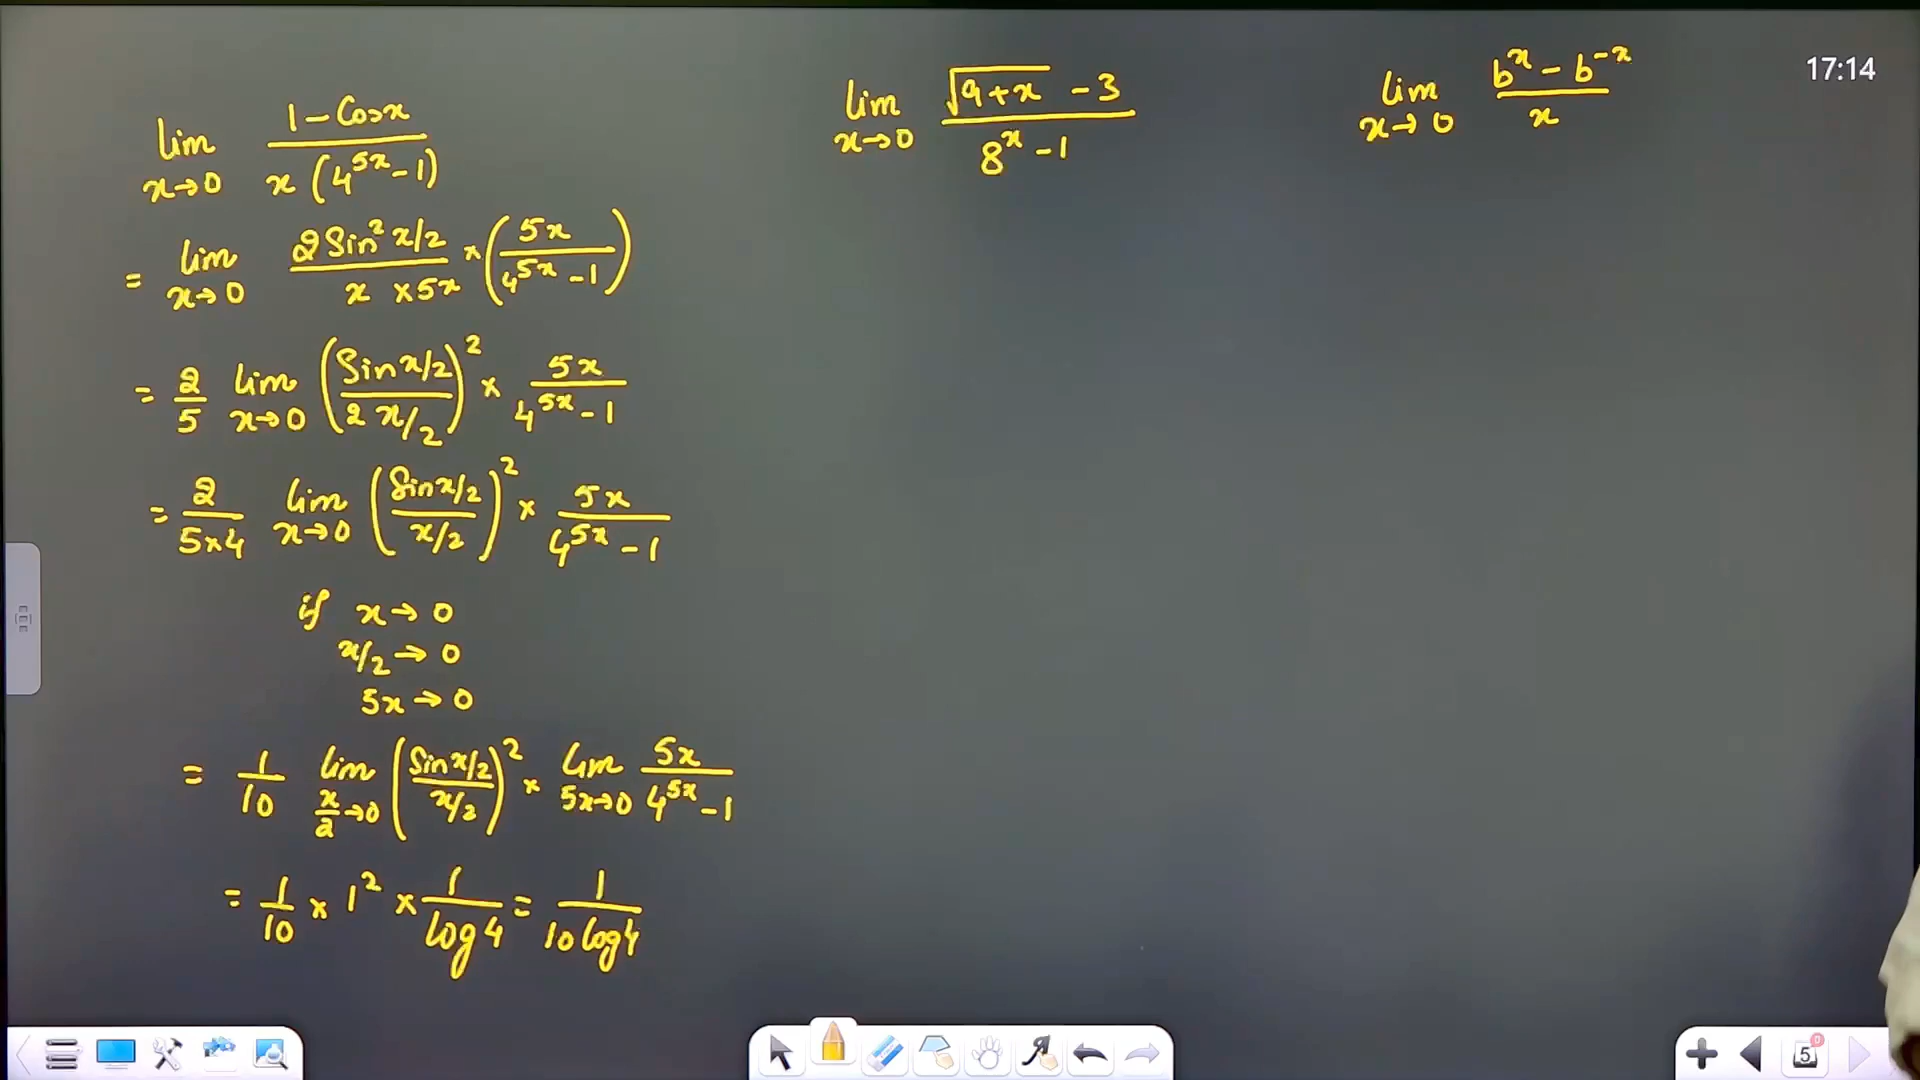 lim x→0 (1 - Cosx) / (x (4^5x - 1))
= lim x→0 (2 Sin² x/2) / (x × 5x) × (5x / (4^5x - 1))
= 2/5 lim x→0 (Sin x/2 / 2 x/2)² × 5x / (4^5x - 1)
= 2 / (5×4) lim x→0 (Sin x/2 / x/2)² × 5x / (4^5x - 1)
if x→0
x/2→0
5x→0
= 1/10 lim x/2→0 (Sin x/2 / x/2)² × lim 5x→0 5x / (4^5x - 1)
= 1/10 × 1² × 1/log 4 = 1 / (10 log 4)
lim x→0 (√(9+x) - 3) / (8^x - 1)
lim x→0 (b^x - b^-x) / x
17:14
5